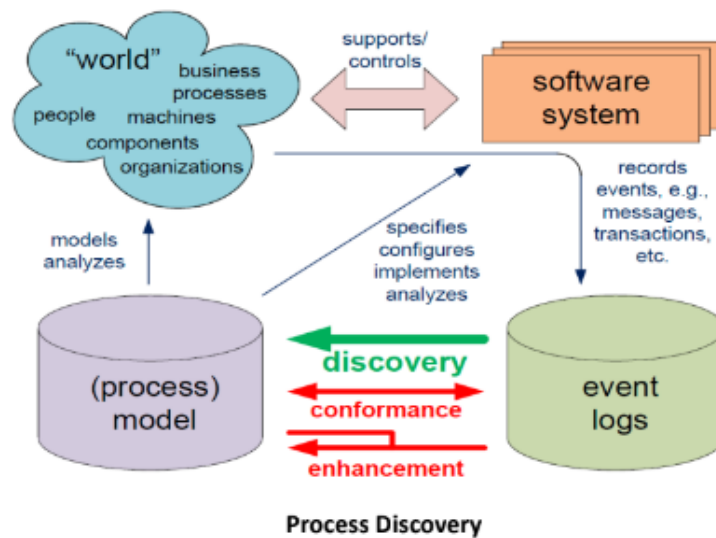 “world”
business
processes
people
machines
components
organizations
supports/
controls
software
system
records
events, e.g.,
messages,
transactions,
etc.
models
analyzes
specifies
configures
implements
analyzes
(process)
model
discovery
conformance
enhancement
event
logs
Process Discovery